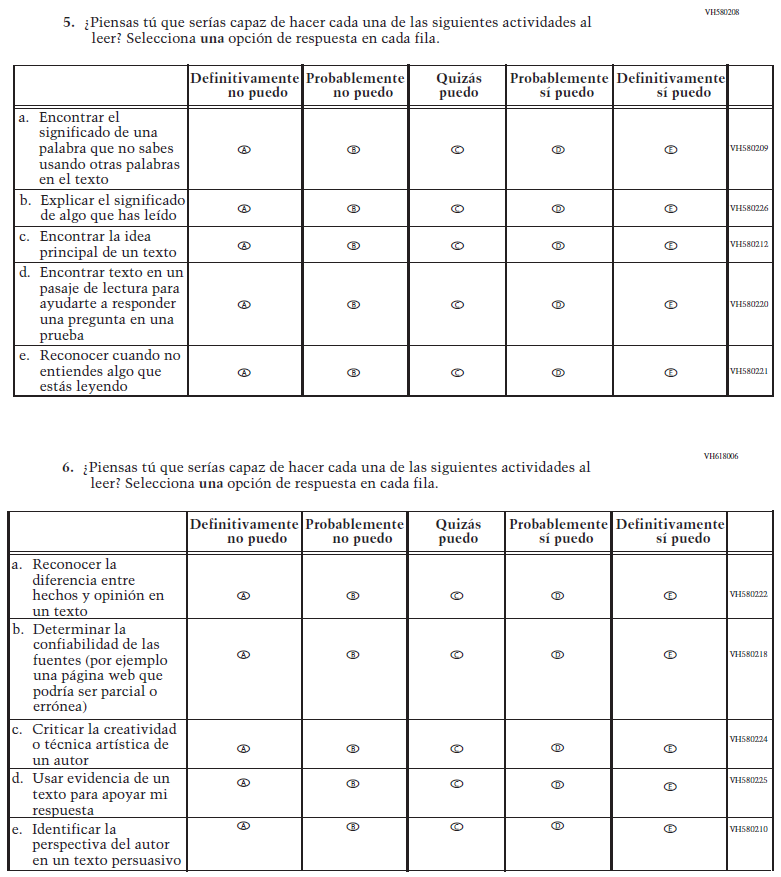 VH580208
5. ¿Piensas tú que serías capaz de hacer cada una de las siguientes actividades al
leer? Selecciona una opción de respuesta en cada fila.
Definitivamente no puedo Probablemente no puedo Quizás puedo Probablemente sí puedo Definitivamente sí puedo
a. Encontrar el
significado de una
palabra que no sabes
usando otras palabras
en el texto
A B C D E VH580209
b. Explicar el significado
de algo que has leído
A B C D E VH580226
c. Encontrar la idea
principal de un texto
A B C D E VH580212
d. Encontrar texto en un
pasaje de lectura para
ayudarte a responder
una pregunta en una
prueba
A B C D E VH580220
e. Reconocer cuando no
entiendes algo que
estás leyendo
A B C D E VH580221
VH618006
6. ¿Piensas tú que serías capaz de hacer cada una de las siguientes actividades al
leer? Selecciona una opción de respuesta en cada fila.
Definitivamente no puedo Probablemente no puedo Quizás puedo Probablemente sí puedo Definitivamente sí puedo
a. Reconocer la
diferencia entre
hechos y opinión en
un texto
A B C D E VH580222
b. Determinar la
confiabilidad de las
fuentes (por ejemplo
una página web que
podría ser parcial o
errónea)
A B C D E VH580218
c. Criticar la creatividad
o técnica artística de
un autor
A B C D E VH580224
d. Usar evidencia de un
texto para apoyar mi
respuesta
A B C D E VH580225
e. Identificar la
perspectiva del autor
en un texto persuasivo
A B C D E VH580210